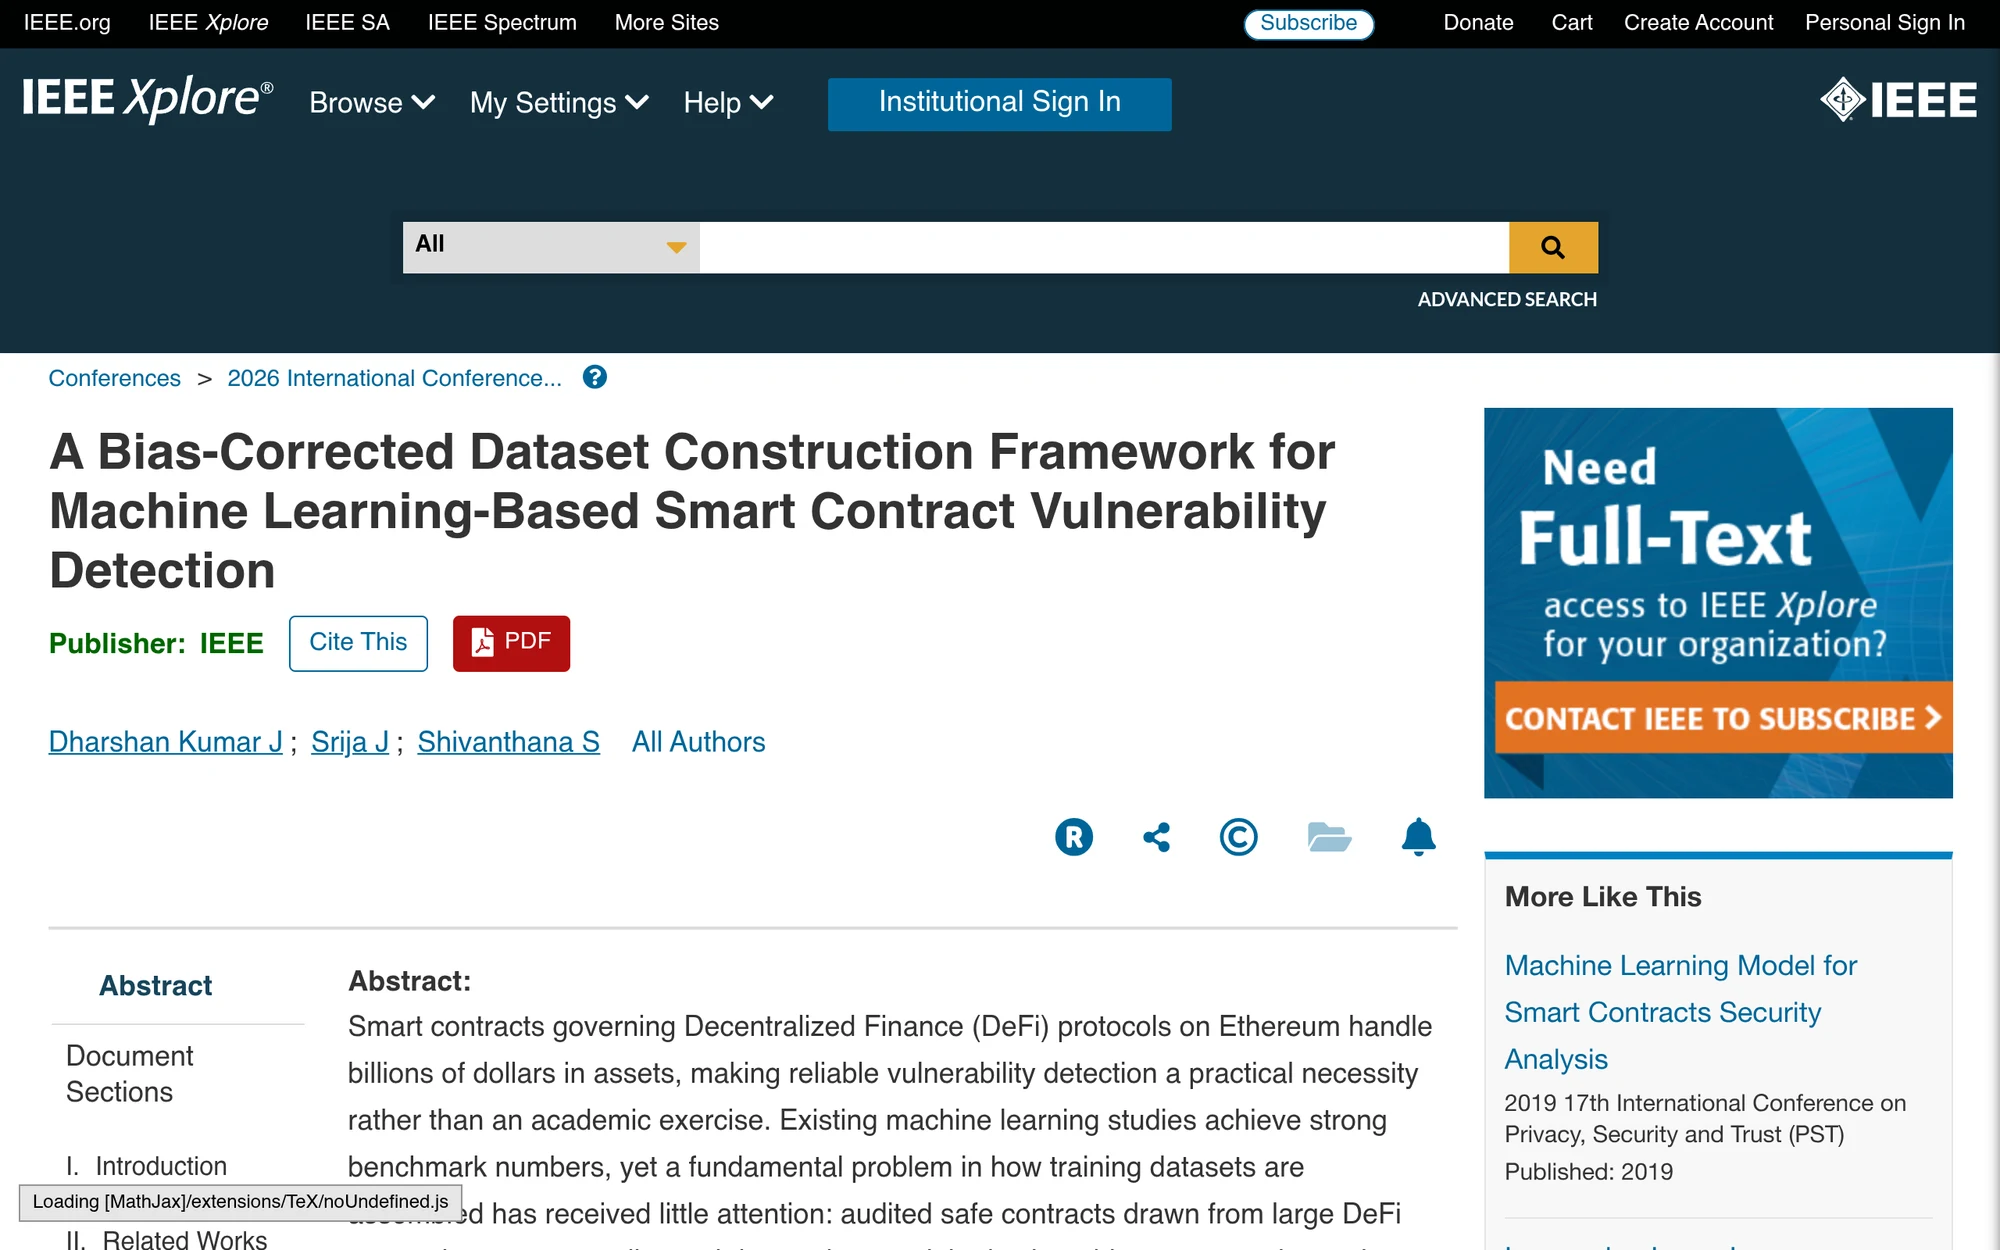 IEEE.org IEEE Xplore IEEE SA IEEE Spectrum More Sites Subscribe Donate Cart Create Account Personal Sign In
IEEE Xplore® Browse My Settings Help Institutional Sign In IEEE
All
ADVANCED SEARCH
Conferences > 2026 International Conference... ?
A Bias-Corrected Dataset Construction Framework for
Machine Learning-Based Smart Contract Vulnerability
Detection
Publisher: IEEE Cite This PDF
Dharshan Kumar J ; Srija J ; Shivanthana S All Authors
R ©
Need
Full-Text
access to IEEE Xplore
for your organization?
CONTACT IEEE TO SUBSCRIBE >
More Like This
Machine Learning Model for
Smart Contracts Security
Analysis
2019 17th International Conference on
Privacy, Security and Trust (PST)
Published: 2019
Abstract
Document
Sections
I. Introduction
II. Related Works
Abstract:
Smart contracts governing Decentralized Finance (DeFi) protocols on Ethereum handle
billions of dollars in assets, making reliable vulnerability detection a practical necessity
rather than an academic exercise. Existing machine learning studies achieve strong
benchmark numbers, yet a fundamental problem in how training datasets are
has received little attention: audited safe contracts drawn from large DeFi
Loading [MathJax]/extensions/TeX/noUndefined.js